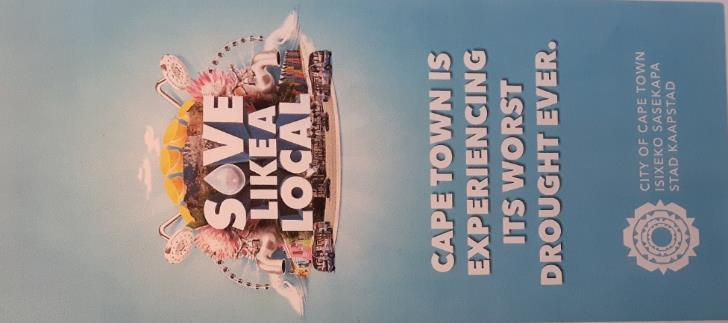 SAVE
LIKE A
LOCAL
CAPE TOWN IS
EXPERIENCING
ITS WORST
DROUGHT EVER.
CITY OF CAPE TOWN
ISIXEKO SASEKAPA
STAD KAAPSTAD